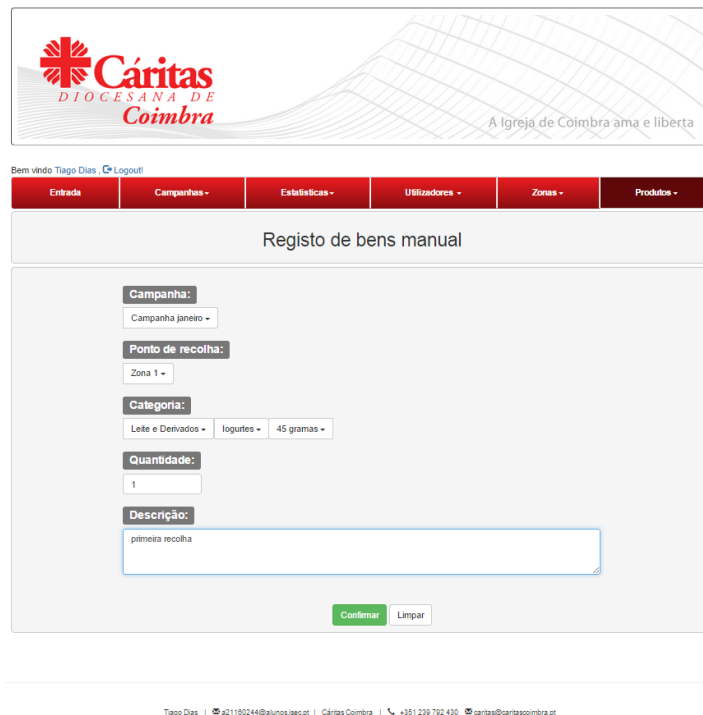 Cáritas
DIOCESANA DE
Coimbra
A Igreja de Coimbra ama e liberta
Bem vindo Tiago Dias , Logout!
Entrada Campanhas Estatísticas Utilizadores Zonas Produtos
Registo de bens manual
Campanha:
Campanha janeiro
Ponto de recolha:
Zona 1
Categoria:
Leite e Derivados Iogurtes 45 gramas
Quantidade:
1
Descrição:
primeira recolha
Confirmar Limpar
Tiago Dias | a21160244@alunos.isec.pt | Cáritas Coimbra | +351 239 792 430 caritas@caritascoimbra.pt